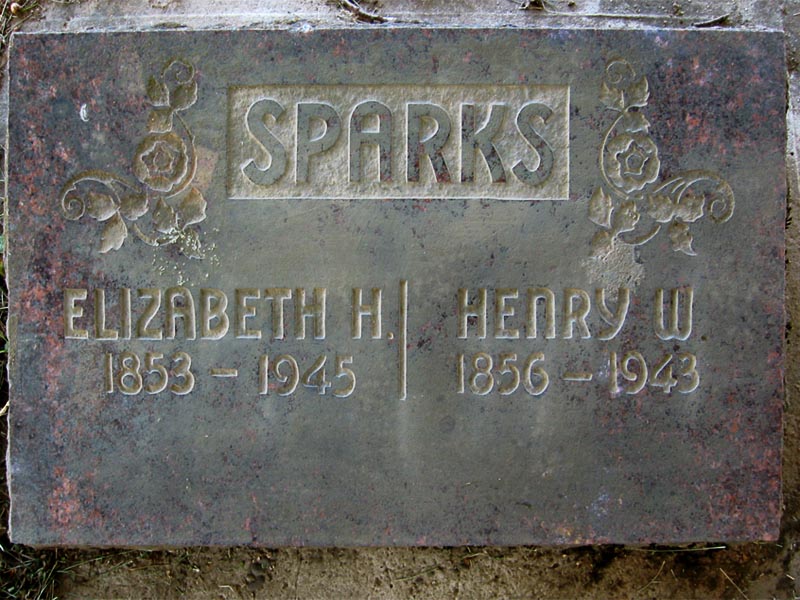 SPARKS
ELIZABETH H. HENRY W
1853 – 1945 1856 – 1943